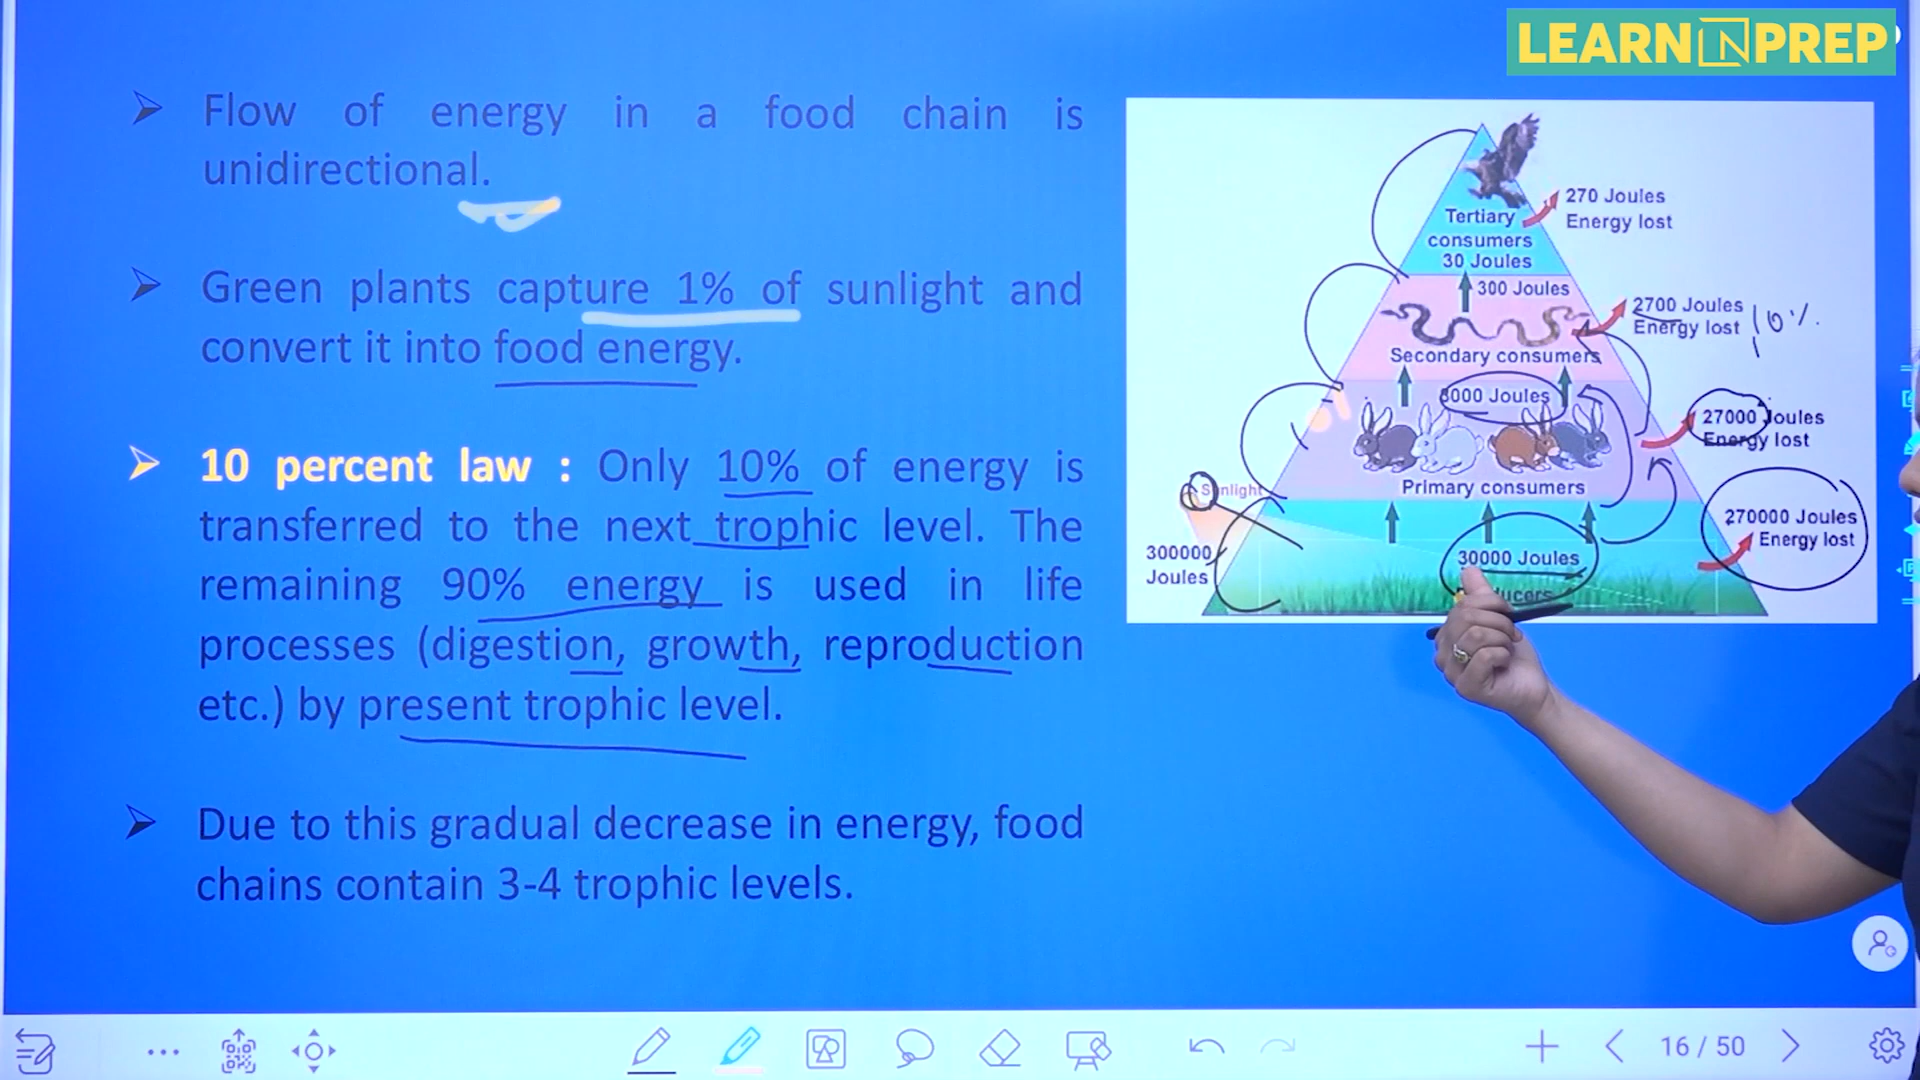 LEARN LNPREP
Flow of energy in a food chain is
unidirectional.
Green plants capture 1% of sunlight and
convert it into food energy.
10 percent law : Only 10% of energy is
transferred to the next trophic level. The
remaining 90% energy is used in life
processes (digestion, growth, reproduction
etc.) by present trophic level.
Due to this gradual decrease in energy, food
chains contain 3-4 trophic levels.
270 Joules
Energy lost
Tertiary
consumers
30 Joules
300 Joules
2700 Joules
Energy lost
10%
Secondary consumers
3000 Joules
27000 Joules
Energy lost
Primary consumers
Sunlight
300000
Joules
30000 Joules
270000 Joules
Energy lost
16 / 50